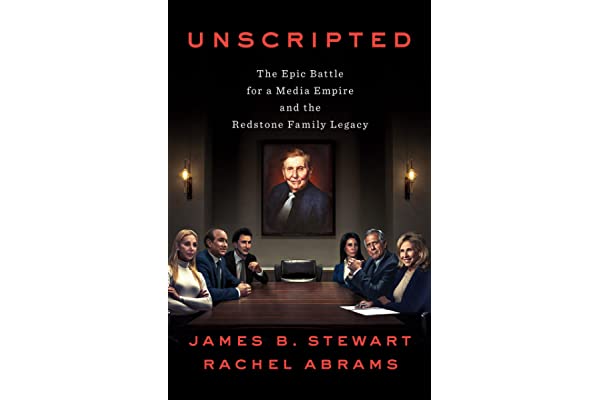 UNSCRIPTED
The Epic Battle
for a Media Empire
and the
Redstone Family Legacy
JAMES B. STEWART
RACHEL ABRAMS